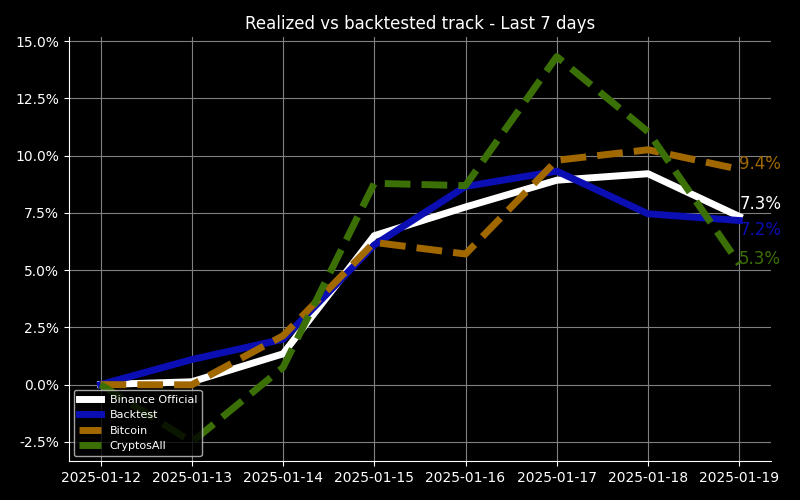 Realized vs backtested track - Last 7 days
15.0%
12.5%
10.0%
7.5%
5.0%
2.5%
0.0%
-2.5%
9.4%
7.3%
7.2%
5.3%
Binance Official
Backtest
Bitcoin
CryptosAll
2025-01-12 2025-01-13 2025-01-14 2025-01-15 2025-01-16 2025-01-17 2025-01-18 2025-01-19